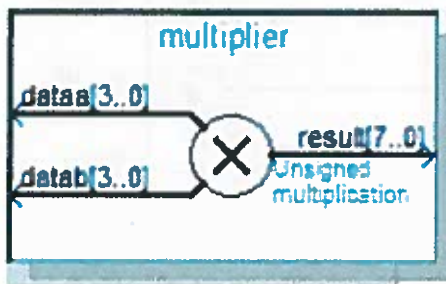 multiplier
dataa[3..0]
result[7..0]
datab[3..0]
Unsigned
multiplication